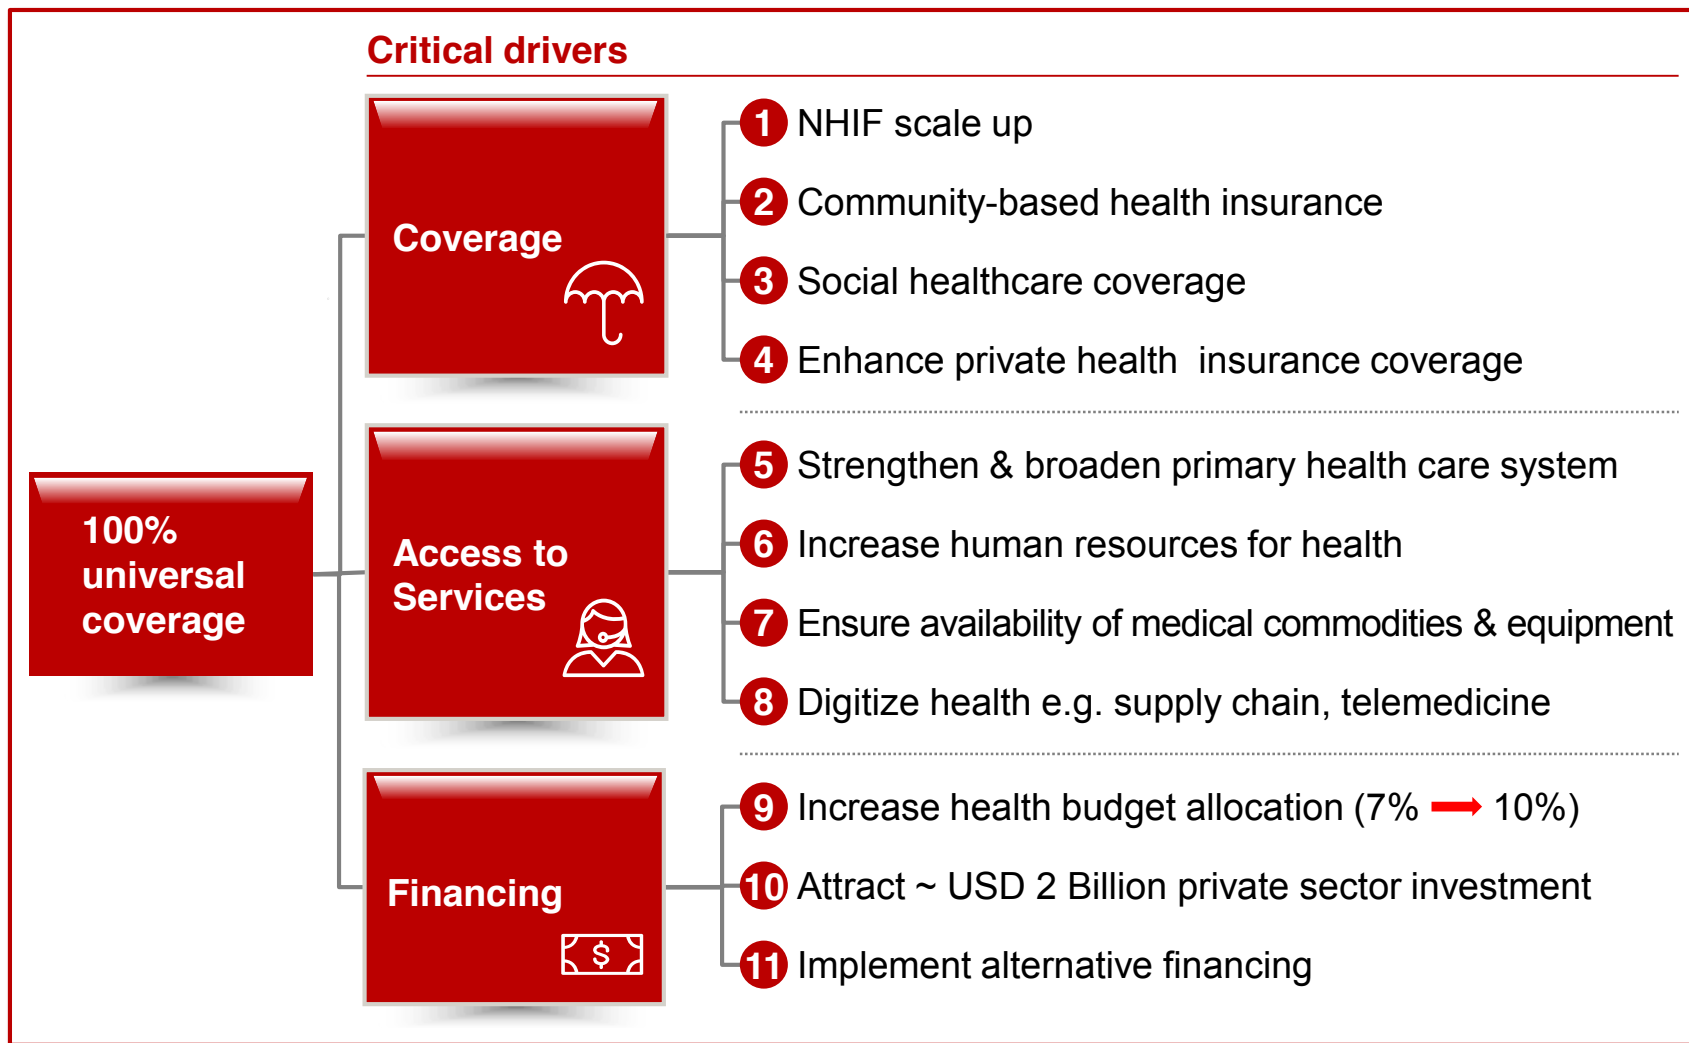 Critical drivers
100%
universal
coverage
Coverage
1 NHIF scale up
2 Community-based health insurance
3 Social healthcare coverage
4 Enhance private health insurance coverage
Access to
Services
5 Strengthen & broaden primary health care system
6 Increase human resources for health
7 Ensure availability of medical commodities & equipment
8 Digitize health e.g. supply chain, telemedicine
Financing
$
9 Increase health budget allocation (7% → 10%)
10 Attract ~ USD 2 Billion private sector investment
11 Implement alternative financing